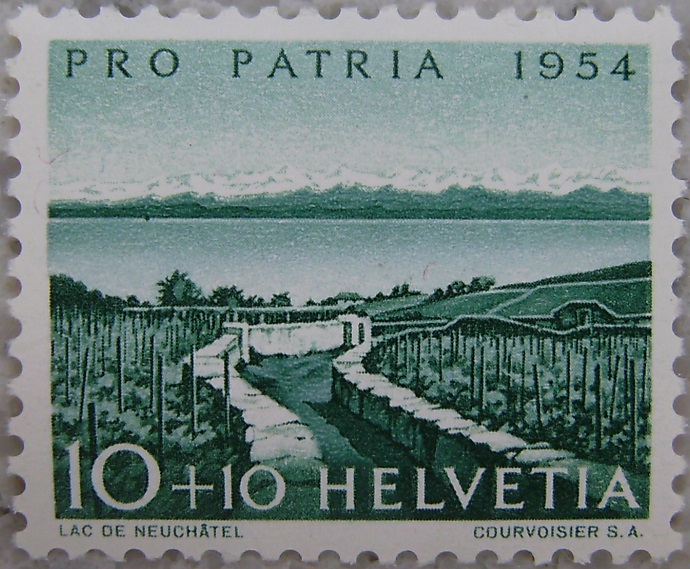 PRO PATRIA 1954
10+10 HELVETIA
LAC DE NEUCHÂTEL COURVOISIER S.A.